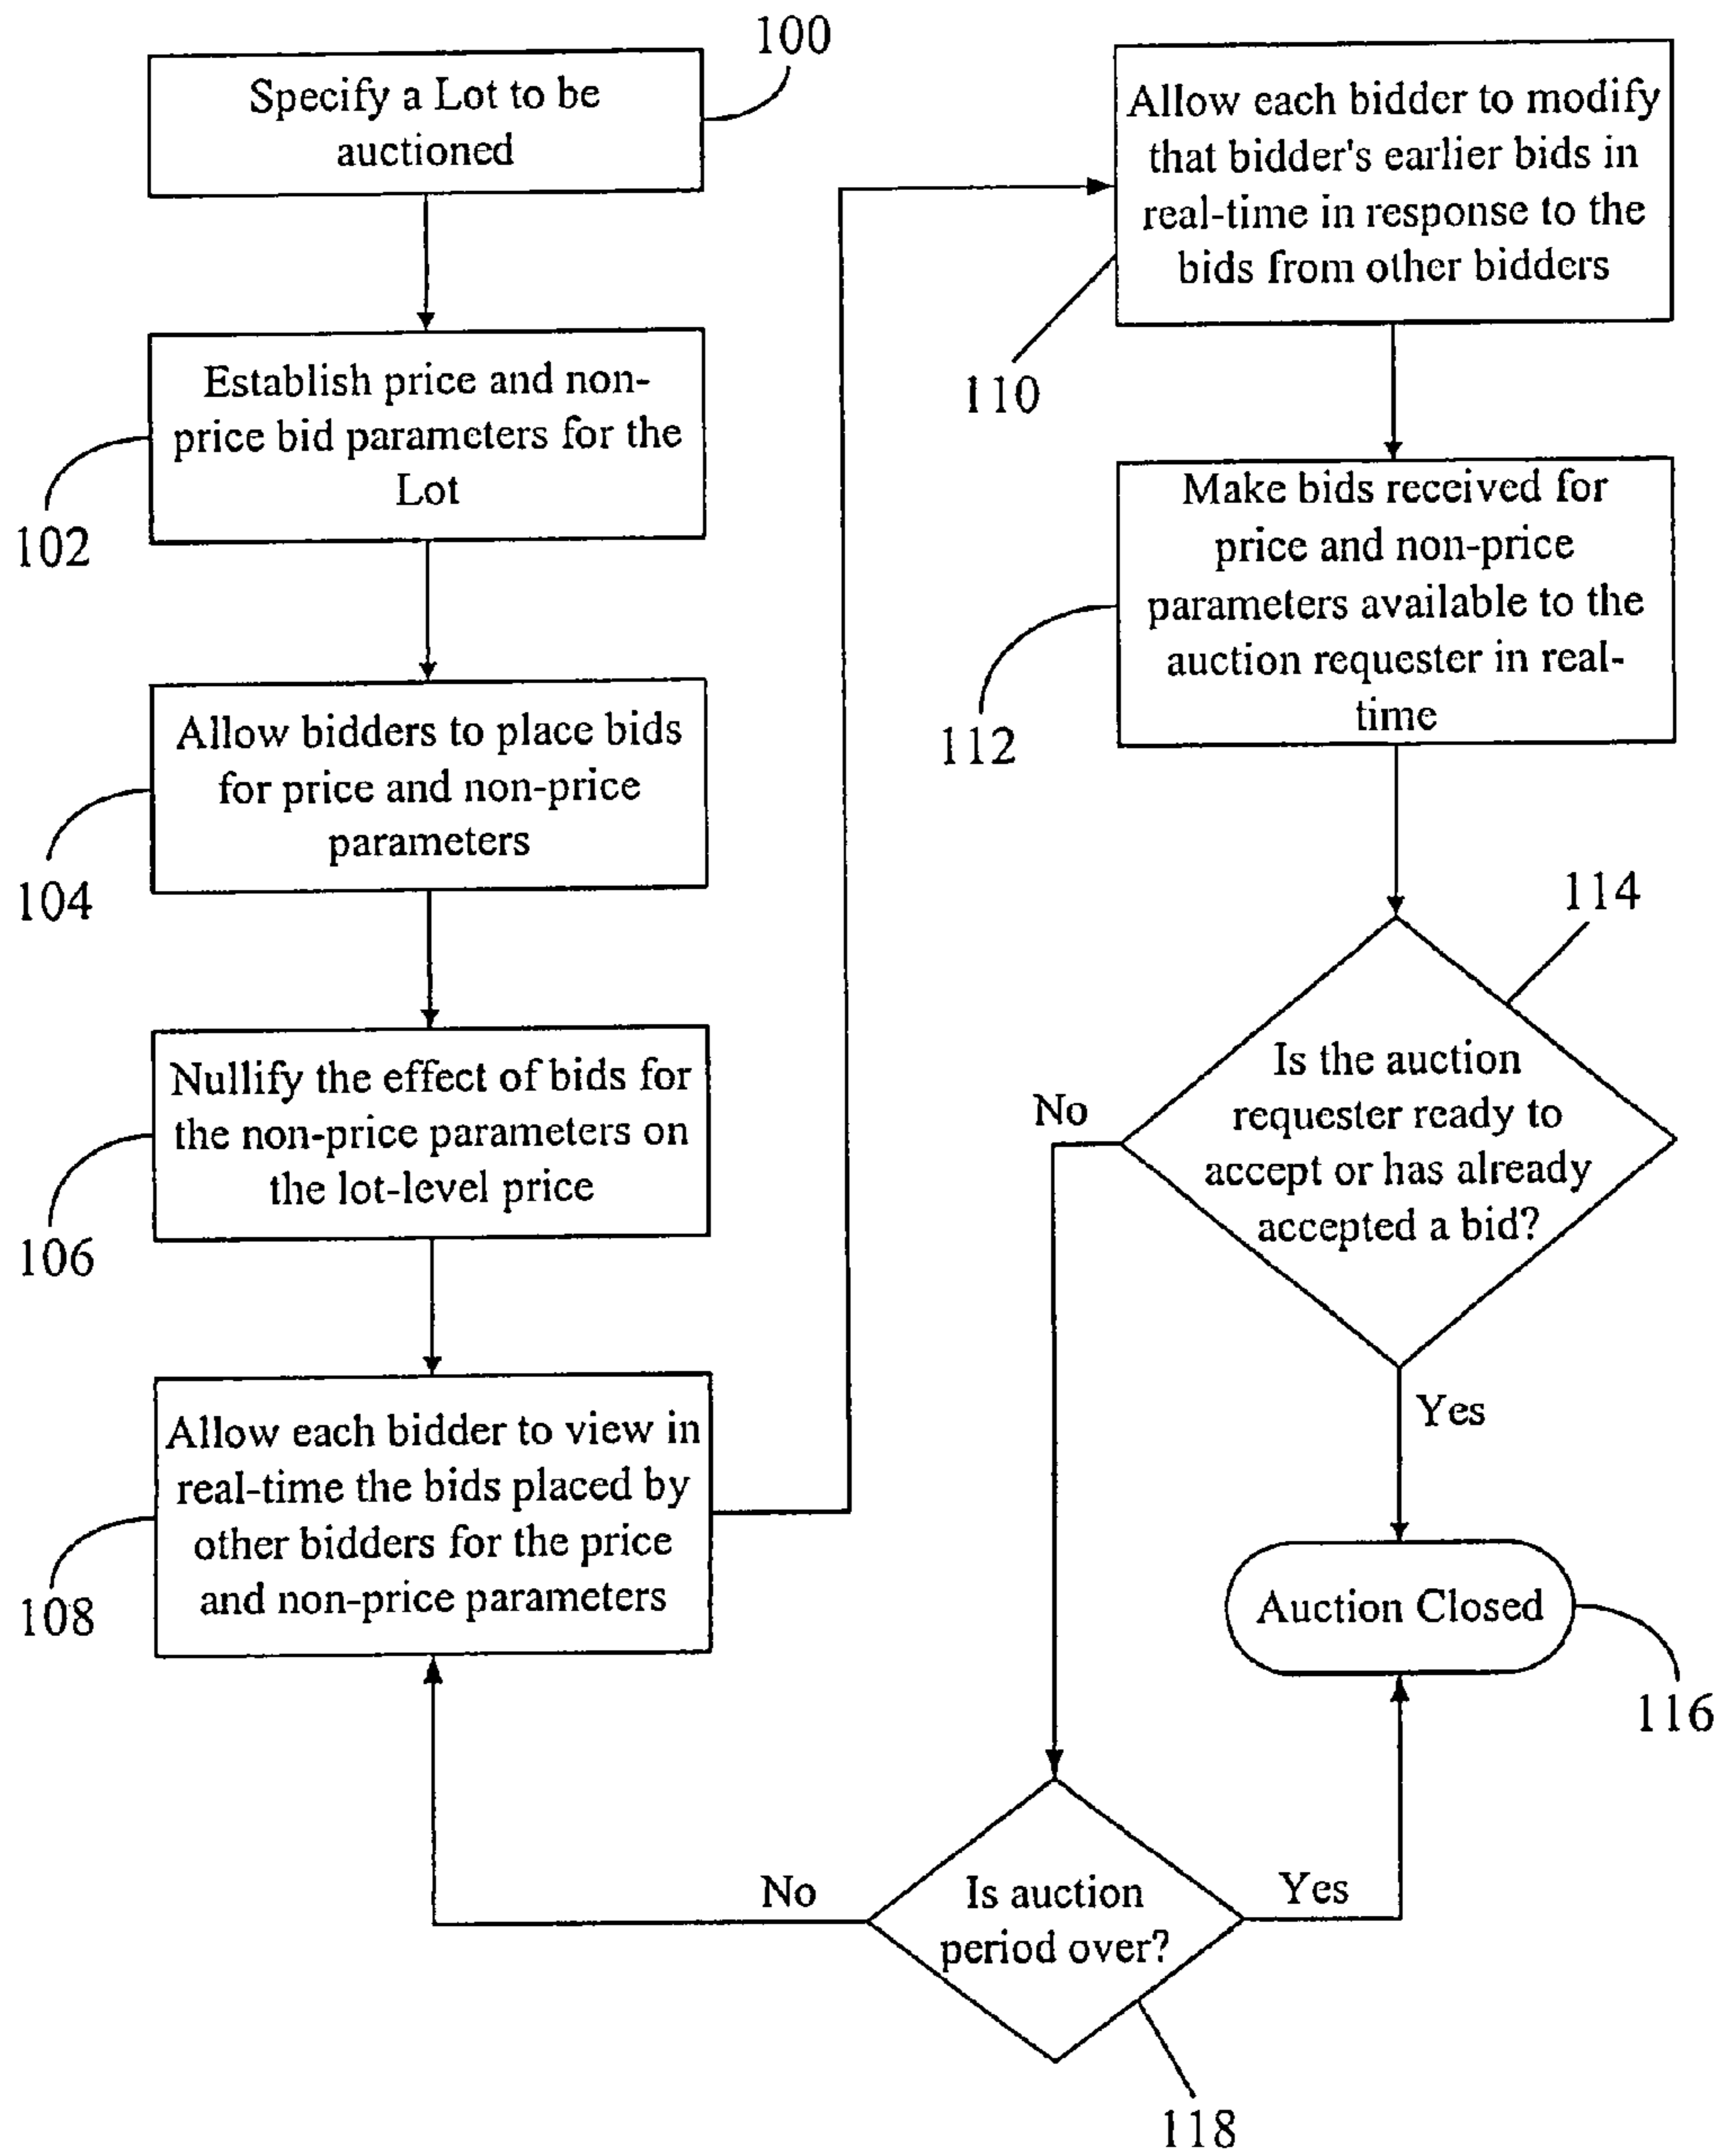 100
Specify a Lot to be
auctioned
Establish price and non-
price bid parameters for the
Lot
102
Allow bidders to place bids
for price and non-price
parameters
104
Nullify the effect of bids for
the non-price parameters on
the lot-level price
106
Allow each bidder to view in
real-time the bids placed by
other bidders for the price
and non-price parameters
108
Allow each bidder to modify
that bidder's earlier bids in
real-time in response to the
bids from other bidders
110
Make bids received for
price and non-price
parameters available to the
auction requester in real-
time
112
114
Is the auction
requester ready to
accept or has already
accepted a bid?
No
Yes
Auction Closed
116
Is auction
period over?
No
Yes
118